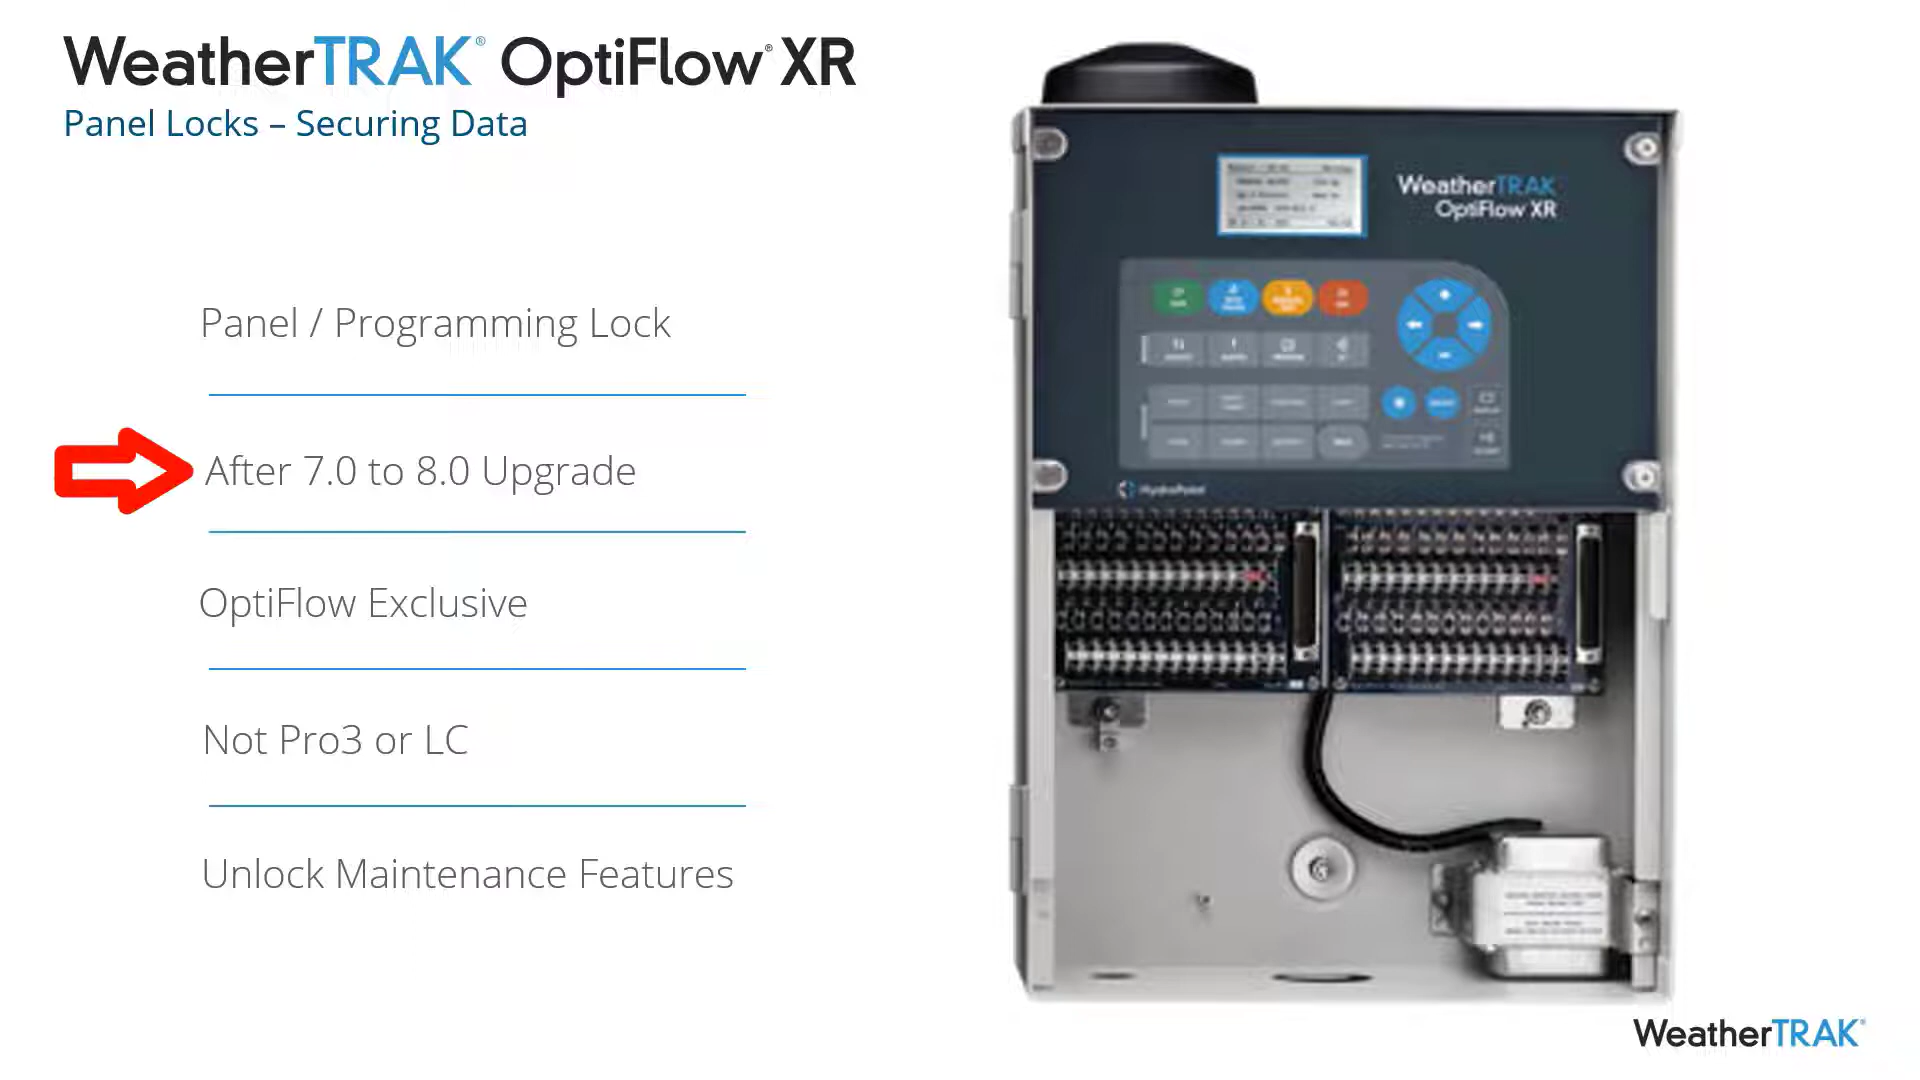 WeatherTRAK® OptiFlow® XR
Panel Locks – Securing Data
Panel / Programming Lock
After 7.0 to 8.0 Upgrade
OptiFlow Exclusive
Not Pro3 or LC
Unlock Maintenance Features
WeatherTRAK
OptiFlow XR
HydroPoint
WeatherTRAK®